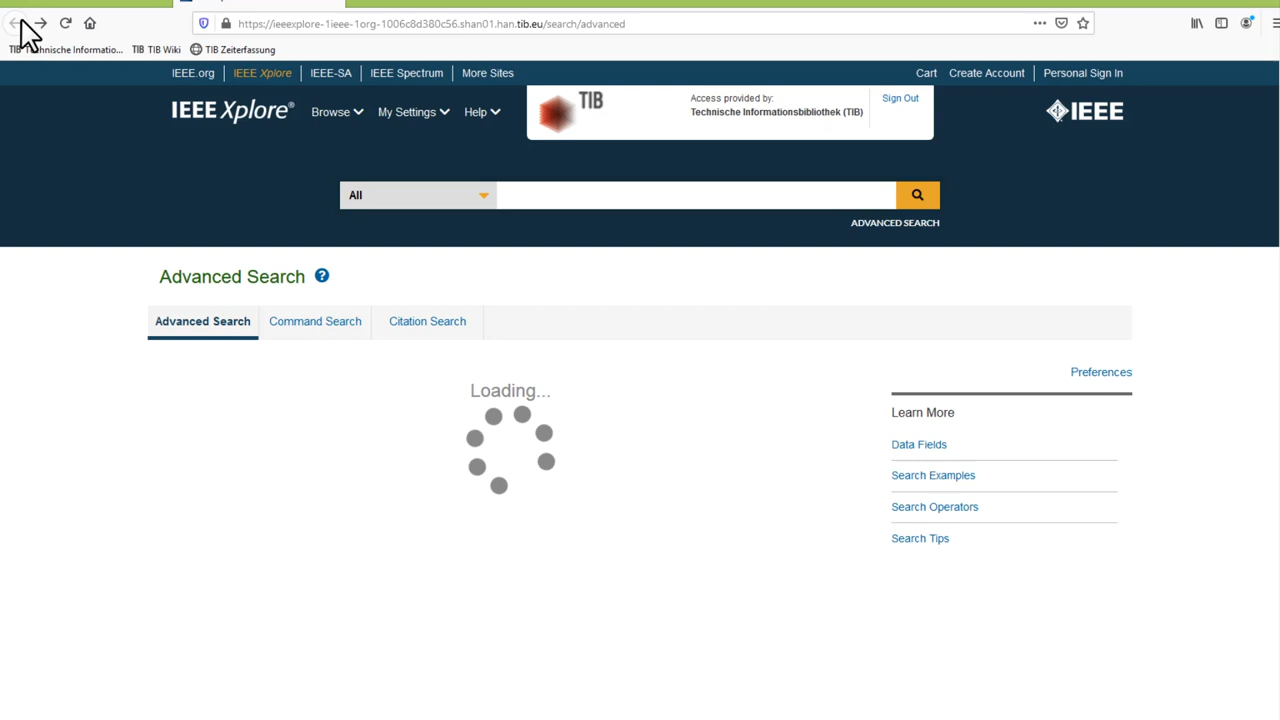 https://ieeexplore-1ieee-1org-1006c8d380c56.shan01.han.tib.eu/search/advanced
TIB Technische Informatio... TIB TIB Wiki TIB Zeiterfassung
IEEE.org IEEE Xplore IEEE-SA IEEE Spectrum More Sites Cart Create Account Personal Sign In
IEEE Xplore® Browse My Settings Help TIB Access provided by: Sign Out IEEE
Technische Informationsbibliothek (TIB)
All
ADVANCED SEARCH
Advanced Search ?
Advanced Search Command Search Citation Search
Preferences
Loading...
Learn More
Data Fields
Search Examples
Search Operators
Search Tips